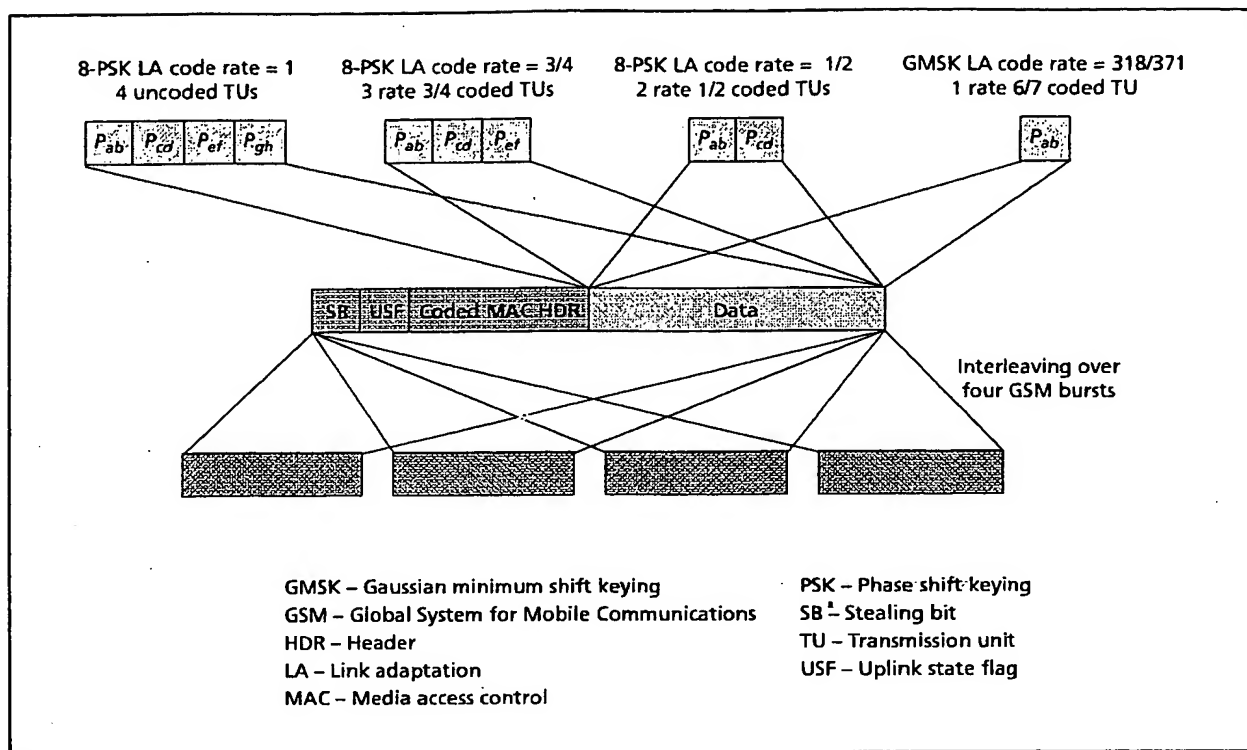 8-PSK LA code rate = 1
4 uncoded TUs
8-PSK LA code rate = 3/4
3 rate 3/4 coded TUs
8-PSK LA code rate = 1/2
2 rate 1/2 coded TUs
GMSK LA code rate = 318/371
1 rate 6/7 coded TU
Pab Pcd Pef Pgh
Pab Pcd Pef
Pab Pcd
Pab
SB USF Coded MAC HDR Data
Interleaving over
four GSM bursts
GMSK – Gaussian minimum shift keying
GSM – Global System for Mobile Communications
HDR – Header
LA – Link adaptation
MAC – Media access control
PSK – Phase shift keying
SB – Stealing bit
TU – Transmission unit
USF – Uplink state flag